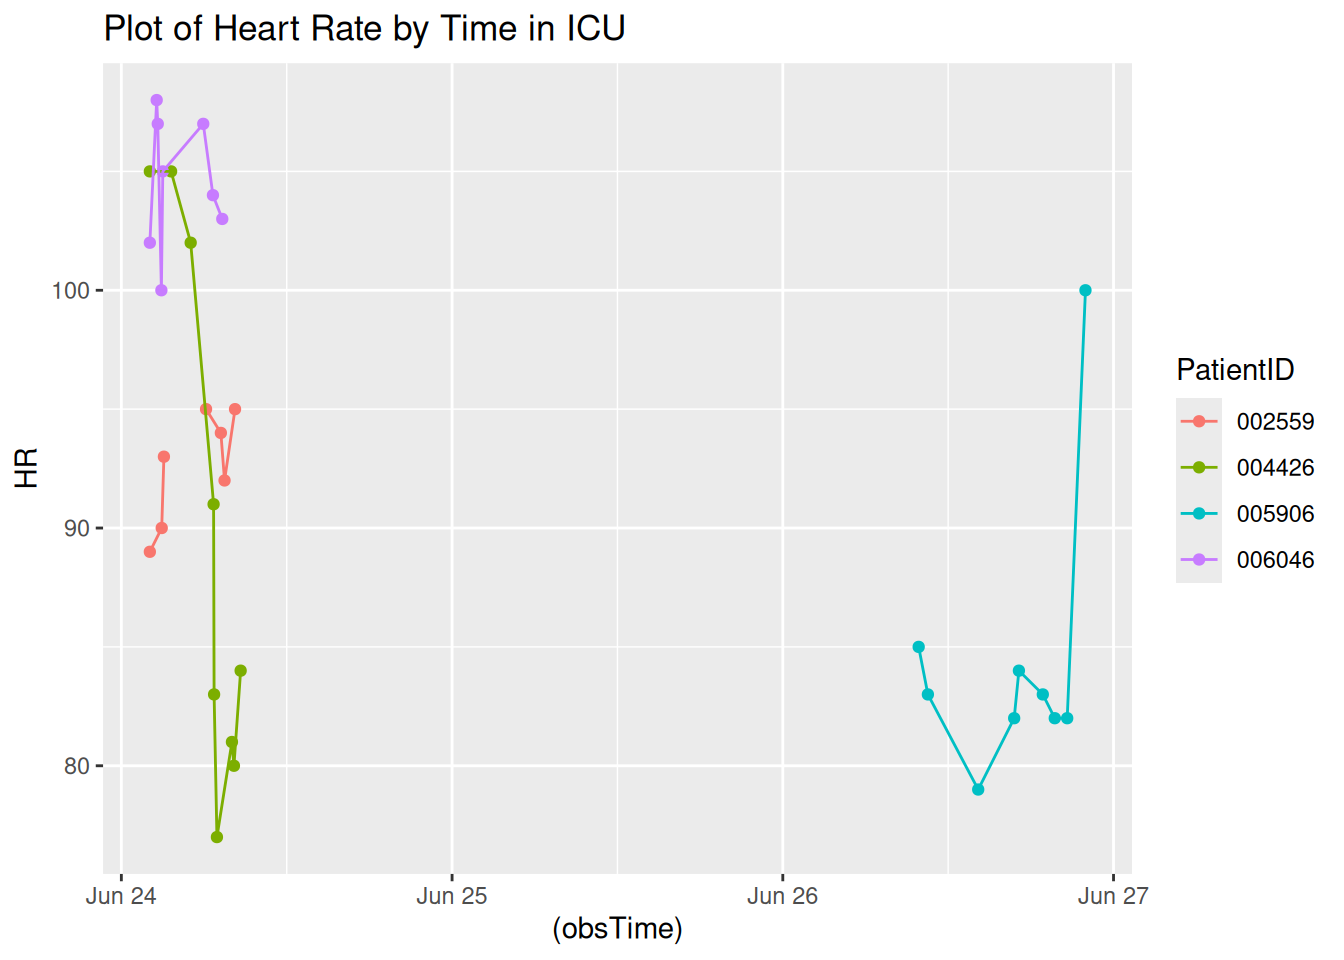 Plot of Heart Rate by Time in ICU
HR
100
90
80
Jun 24
Jun 25
Jun 26
Jun 27
(obsTime)
PatientID
002559
004426
005906
006046